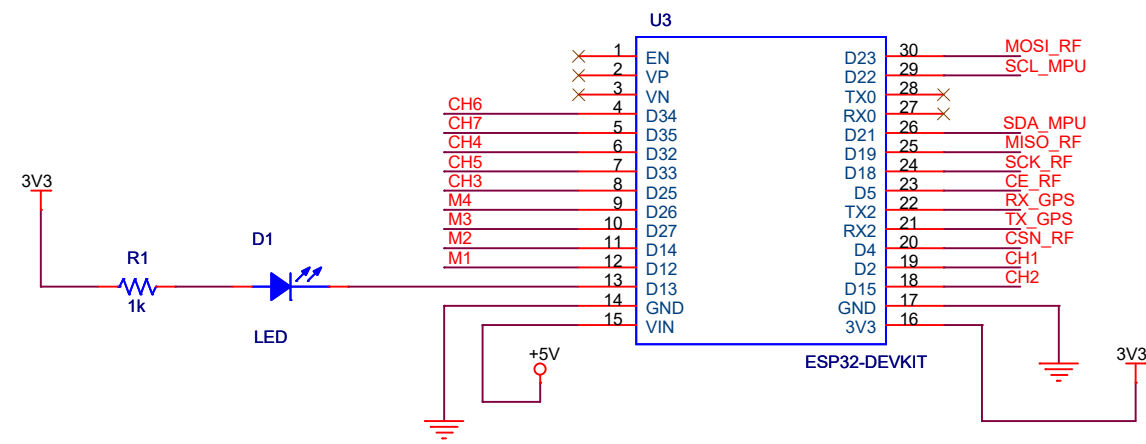 U3
1 EN D23 30 MOSI_RF
2 VP D22 29 SCL_MPU
3 VN TX0 28
CH6 4 D34 RX0 27
CH7 5 D35 D21 26 SDA_MPU
CH4 6 D32 D19 25 MISO_RF
CH5 7 D33 D18 24 SCK_RF
CH3 8 D25 D5 23 CE_RF
M4 9 D26 TX2 22 RX_GPS
M3 10 D27 RX2 21 TX_GPS
M2 11 D14 D4 20 CSN_RF
M1 12 D12 D2 19 CH1
13 D13 D15 18 CH2
14 GND GND 17
15 VIN 3V3 16
ESP32-DEVKIT
3V3
R1
1k
D1
LED
+5V
3V3